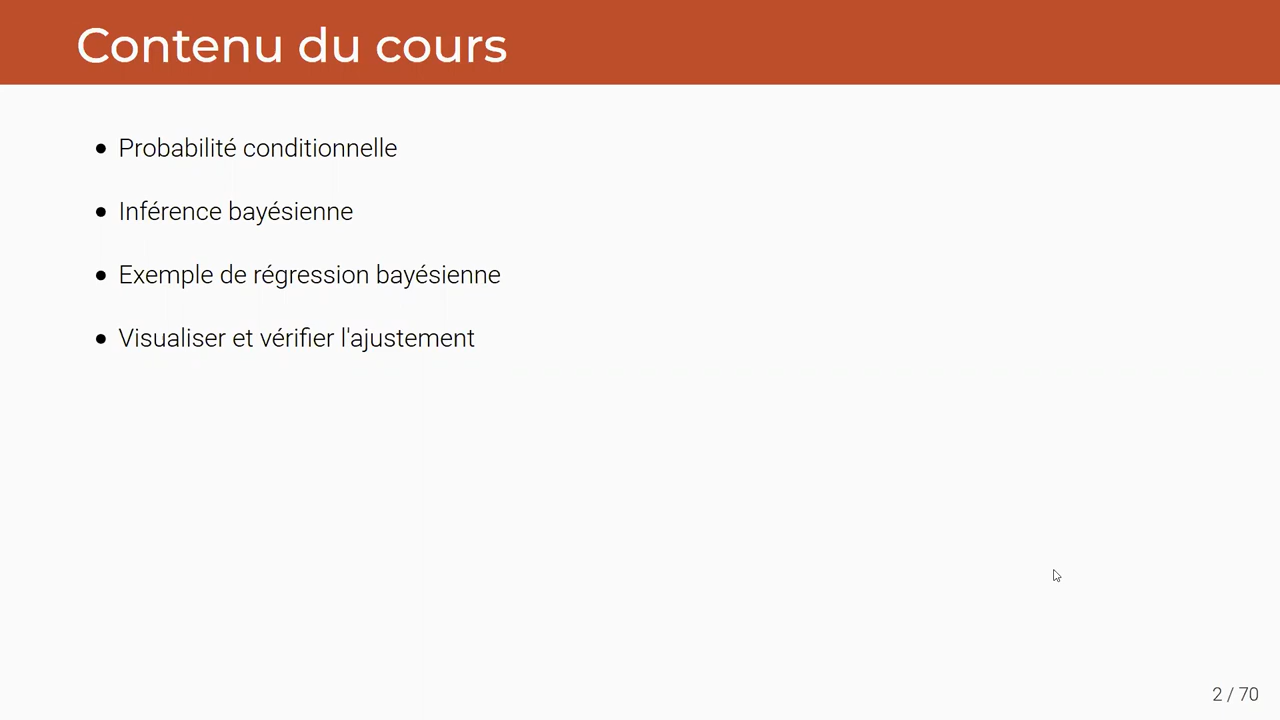 Contenu du cours
• Probabilité conditionnelle
• Inférence bayésienne
• Exemple de régression bayésienne
• Visualiser et vérifier l'ajustement
2 / 70